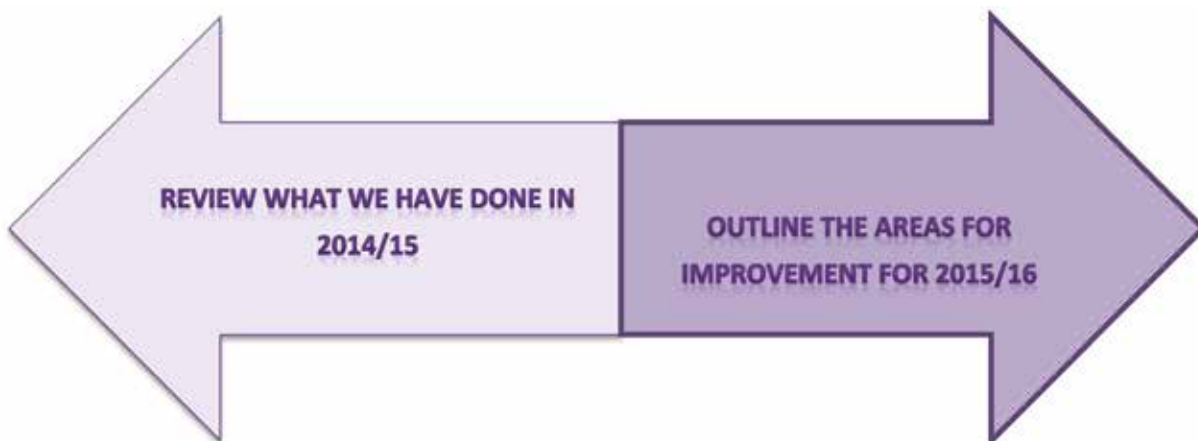 REVIEW WHAT WE HAVE DONE IN
2014/15
OUTLINE THE AREAS FOR
IMPROVEMENT FOR 2015/16